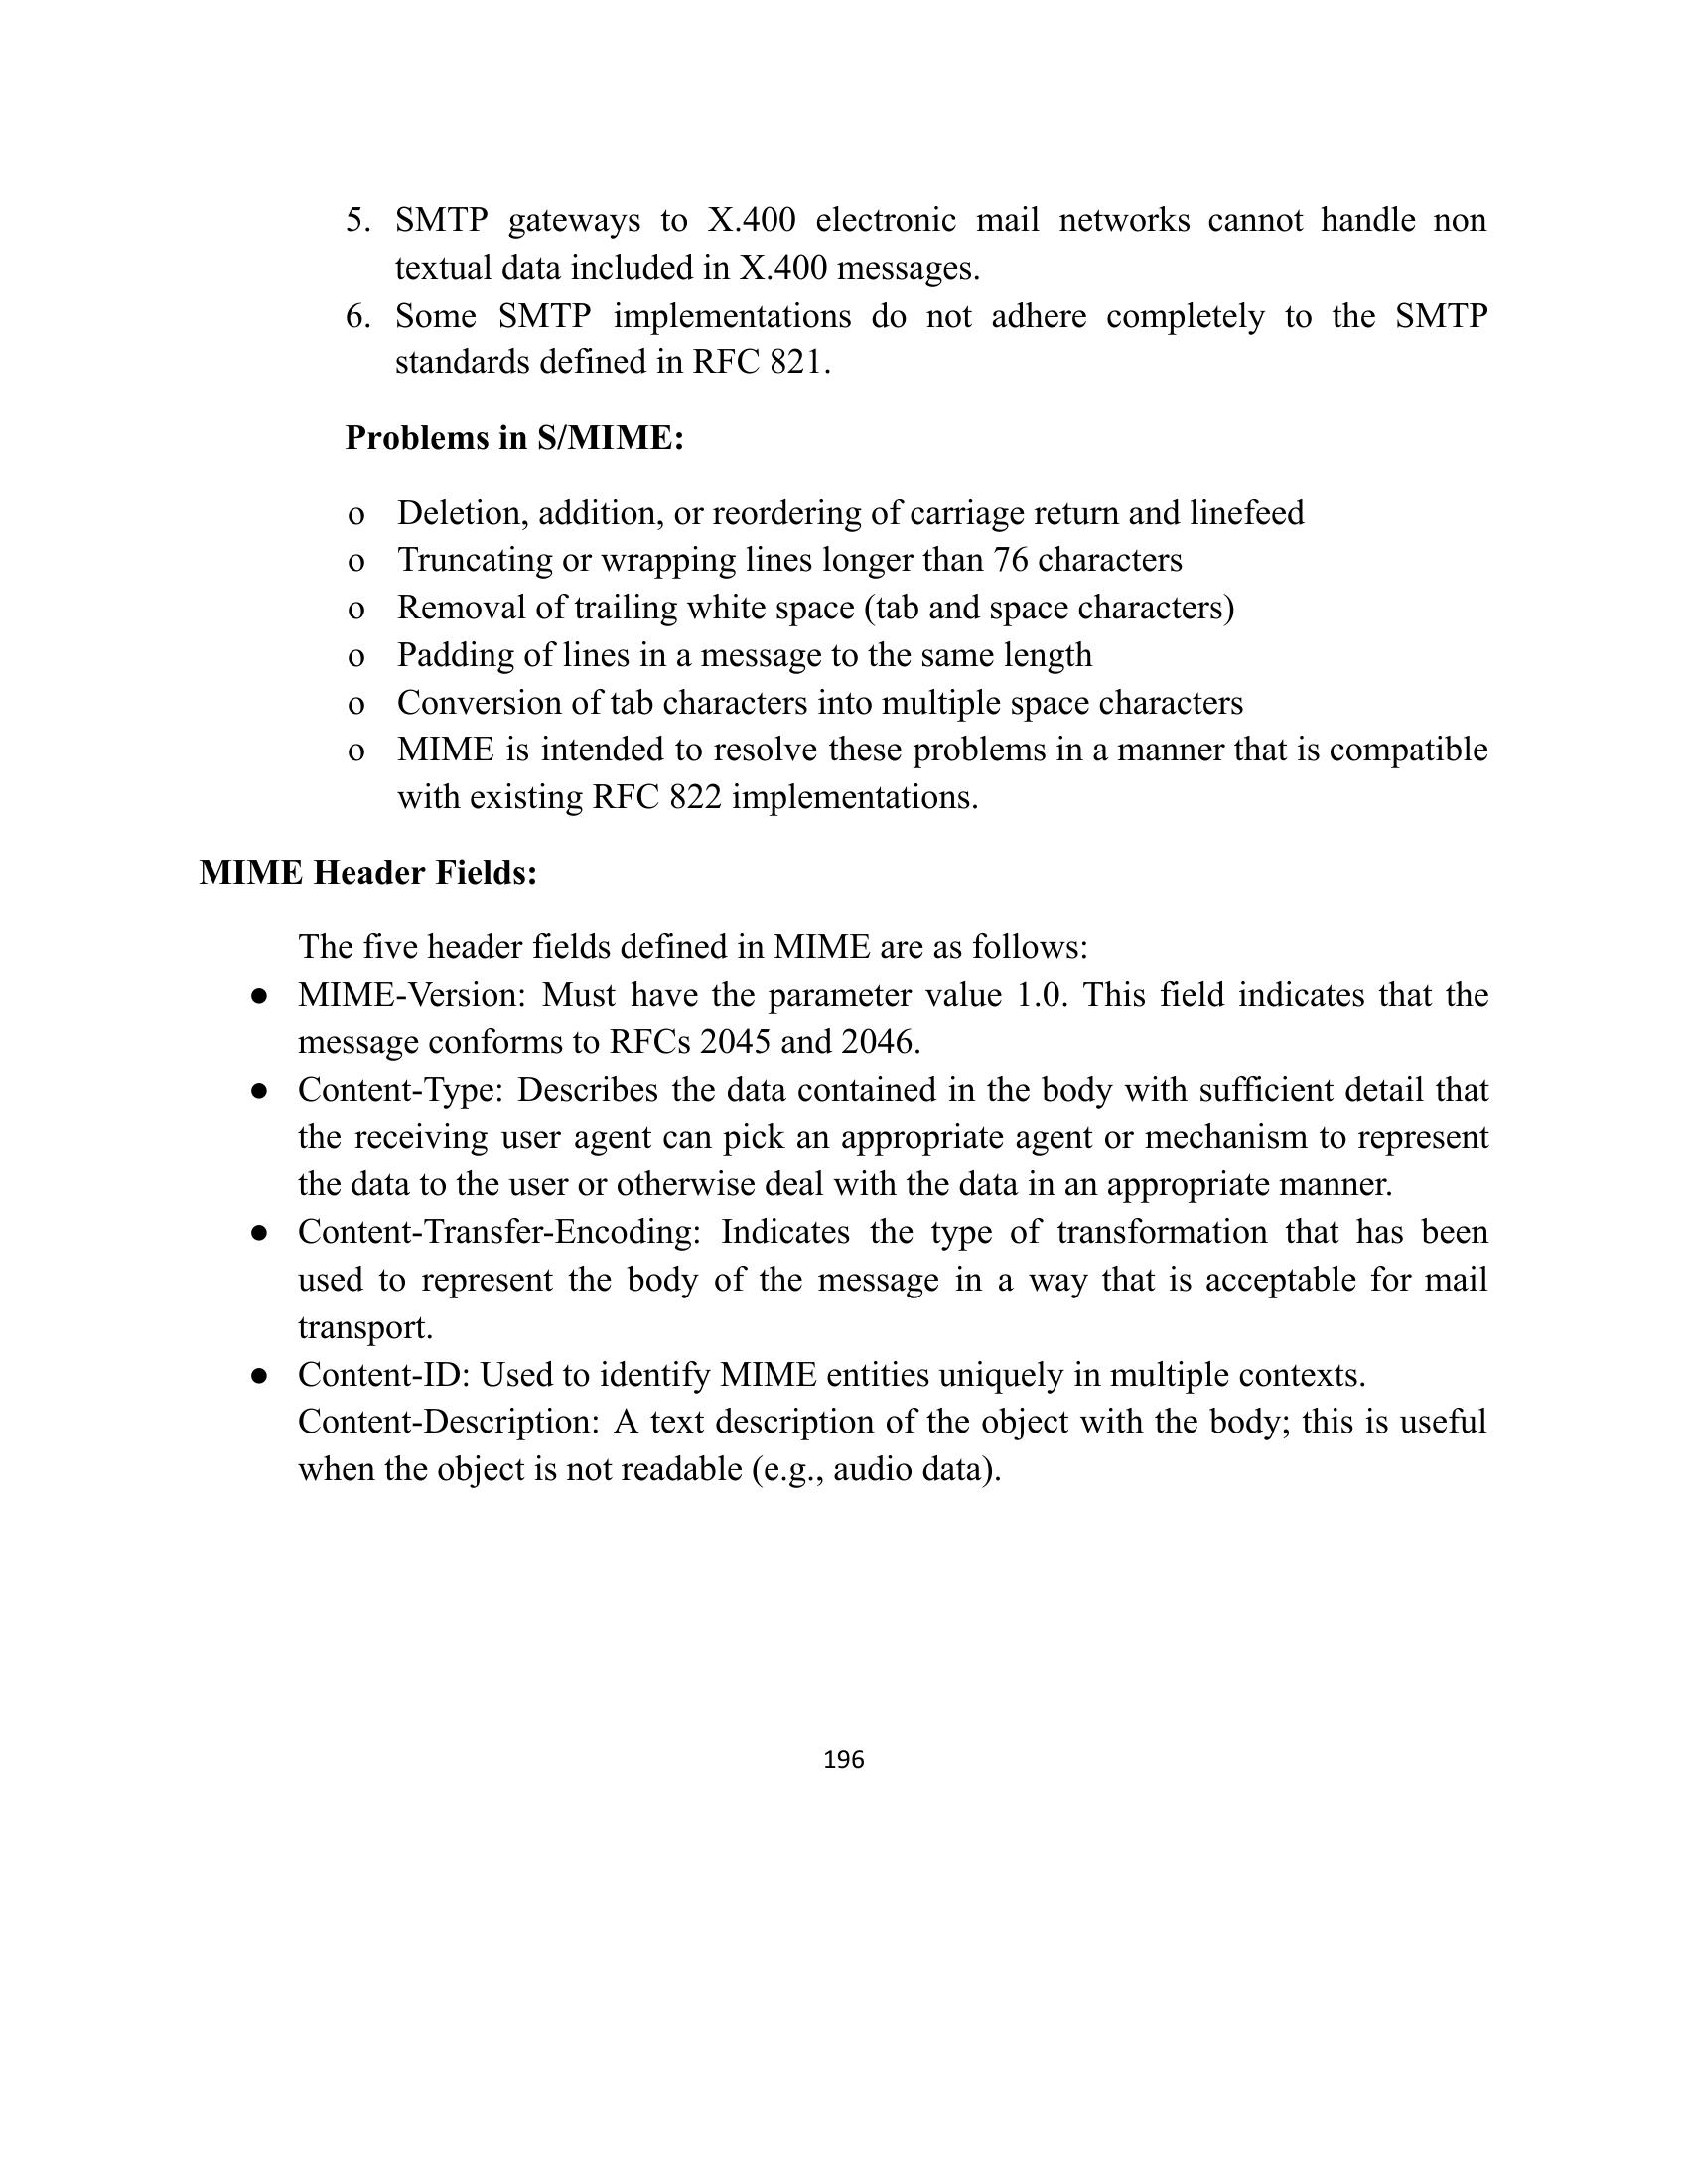 5. SMTP gateways to X.400 electronic mail networks cannot handle non
textual data included in X.400 messages.
6. Some SMTP implementations do not adhere completely to the SMTP
standards defined in RFC 821.
Problems in S/MIME:
o Deletion, addition, or reordering of carriage return and linefeed
o Truncating or wrapping lines longer than 76 characters
o Removal of trailing white space (tab and space characters)
o Padding of lines in a message to the same length
o Conversion of tab characters into multiple space characters
o MIME is intended to resolve these problems in a manner that is compatible
with existing RFC 822 implementations.
MIME Header Fields:
The five header fields defined in MIME are as follows:
● MIME-Version: Must have the parameter value 1.0. This field indicates that the
message conforms to RFCs 2045 and 2046.
● Content-Type: Describes the data contained in the body with sufficient detail that
the receiving user agent can pick an appropriate agent or mechanism to represent
the data to the user or otherwise deal with the data in an appropriate manner.
● Content-Transfer-Encoding: Indicates the type of transformation that has been
used to represent the body of the message in a way that is acceptable for mail
transport.
● Content-ID: Used to identify MIME entities uniquely in multiple contexts.
Content-Description: A text description of the object with the body; this is useful
when the object is not readable (e.g., audio data).
196